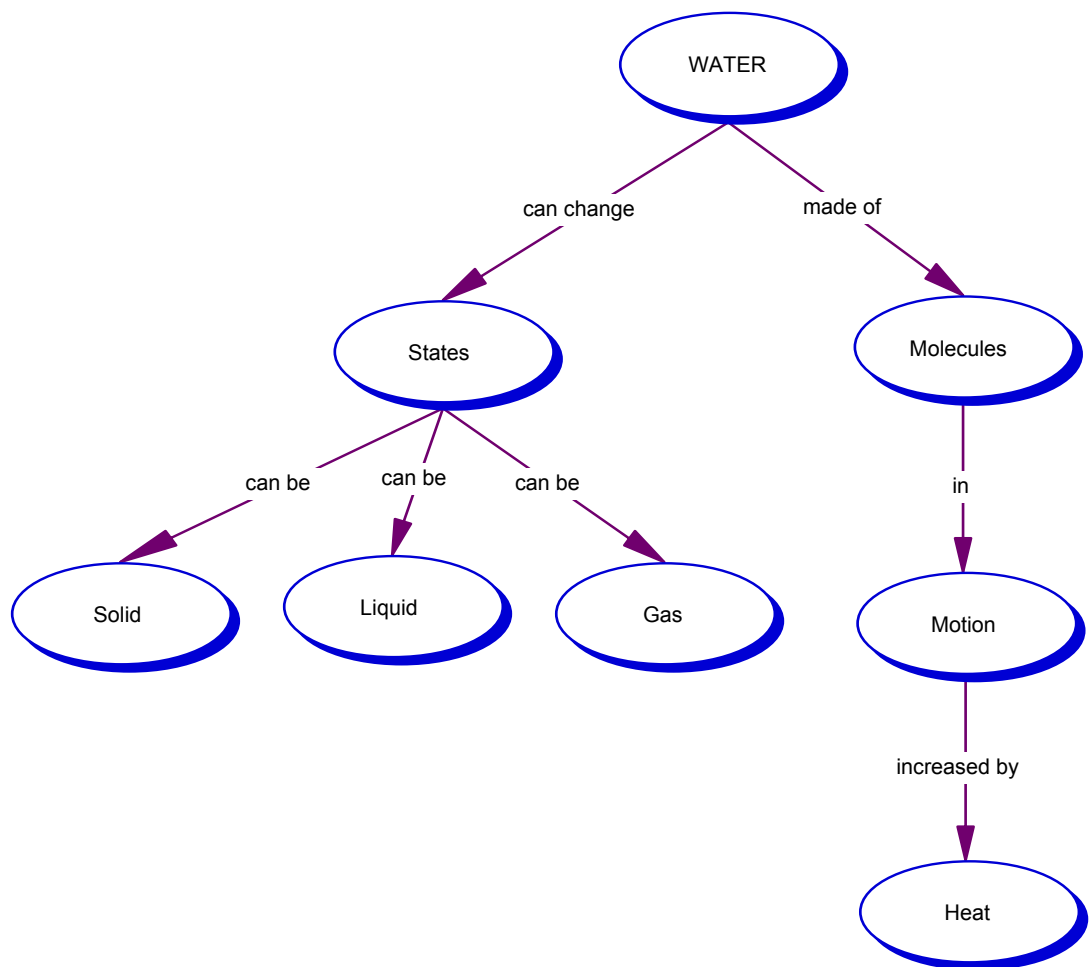 WATER
can change
made of
States
Molecules
can be
can be
can be
in
Solid
Liquid
Gas
Motion
increased by
Heat